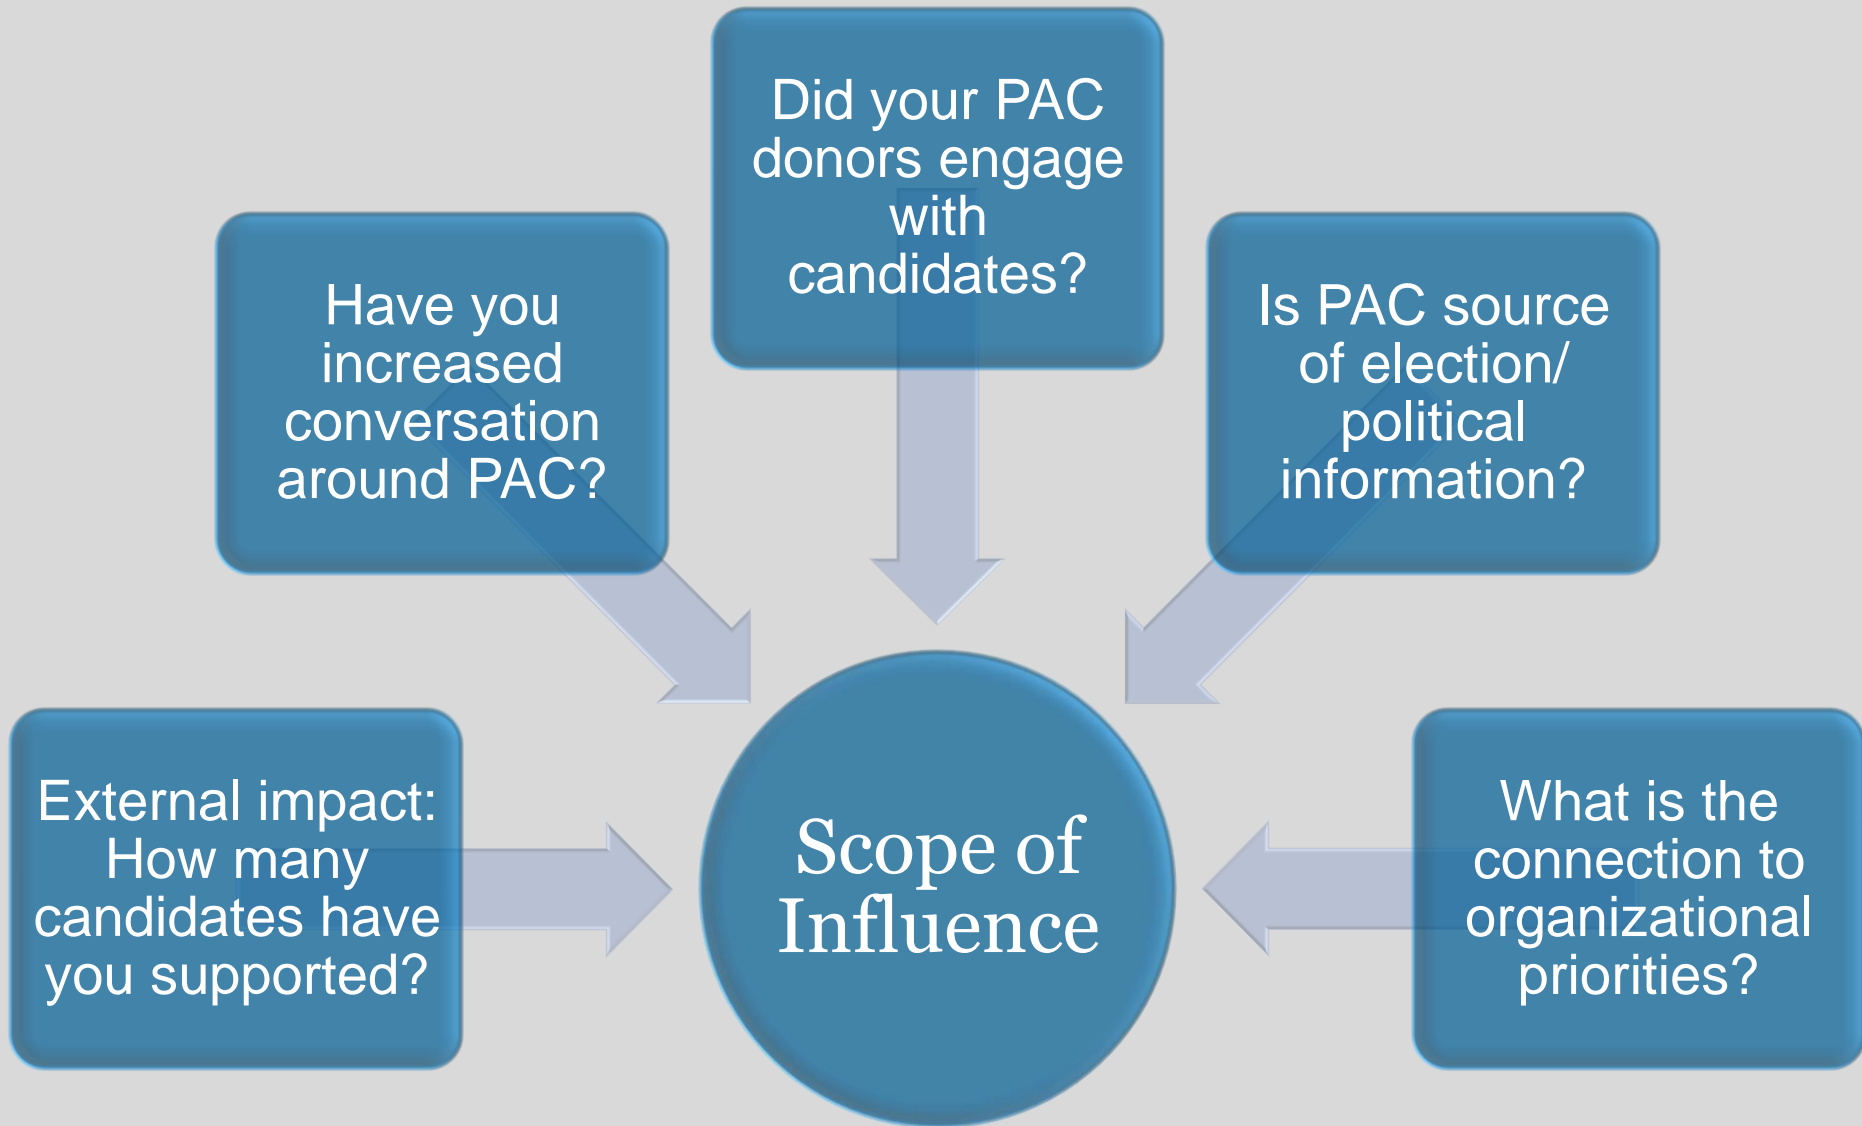 Did your PAC
donors engage
with
candidates?
Have you
increased
conversation
around PAC?
Is PAC source
of election/
political
information?
External impact:
How many
candidates have
you supported?
Scope of
Influence
What is the
connection to
organizational
priorities?